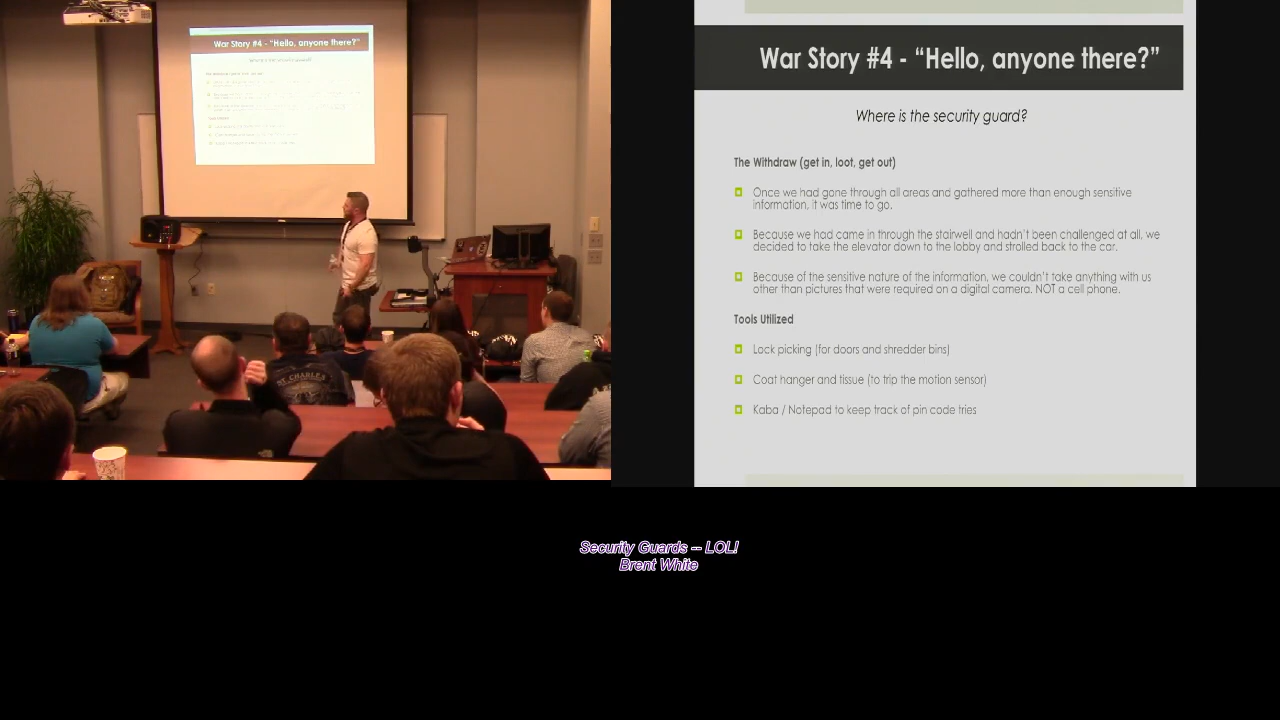 War Story #4 - “Hello, anyone there?”
War Story #4 - “Hello, anyone there?”
Where is the security guard?
The Withdraw (get in, loot, get out)
Once we had gone through all areas and gathered more than enough sensitive
information, it was time to go.
Because we had came in through the stairwell and hadn’t been challenged at all, we
decided to take the elevator down to the lobby and strolled back to the car.
Because of the sensitive nature of the information, we couldn’t take anything with us
other than pictures that were required on a digital camera. NOT a cell phone.
Tools Utilized
Lock picking (for doors and shredder bins)
Coat hanger and tissue (to trip the motion sensor)
Kaba / Notepad to keep track of pin code tries
ST CHARLES
Security Guards -- LOL!
Brent White